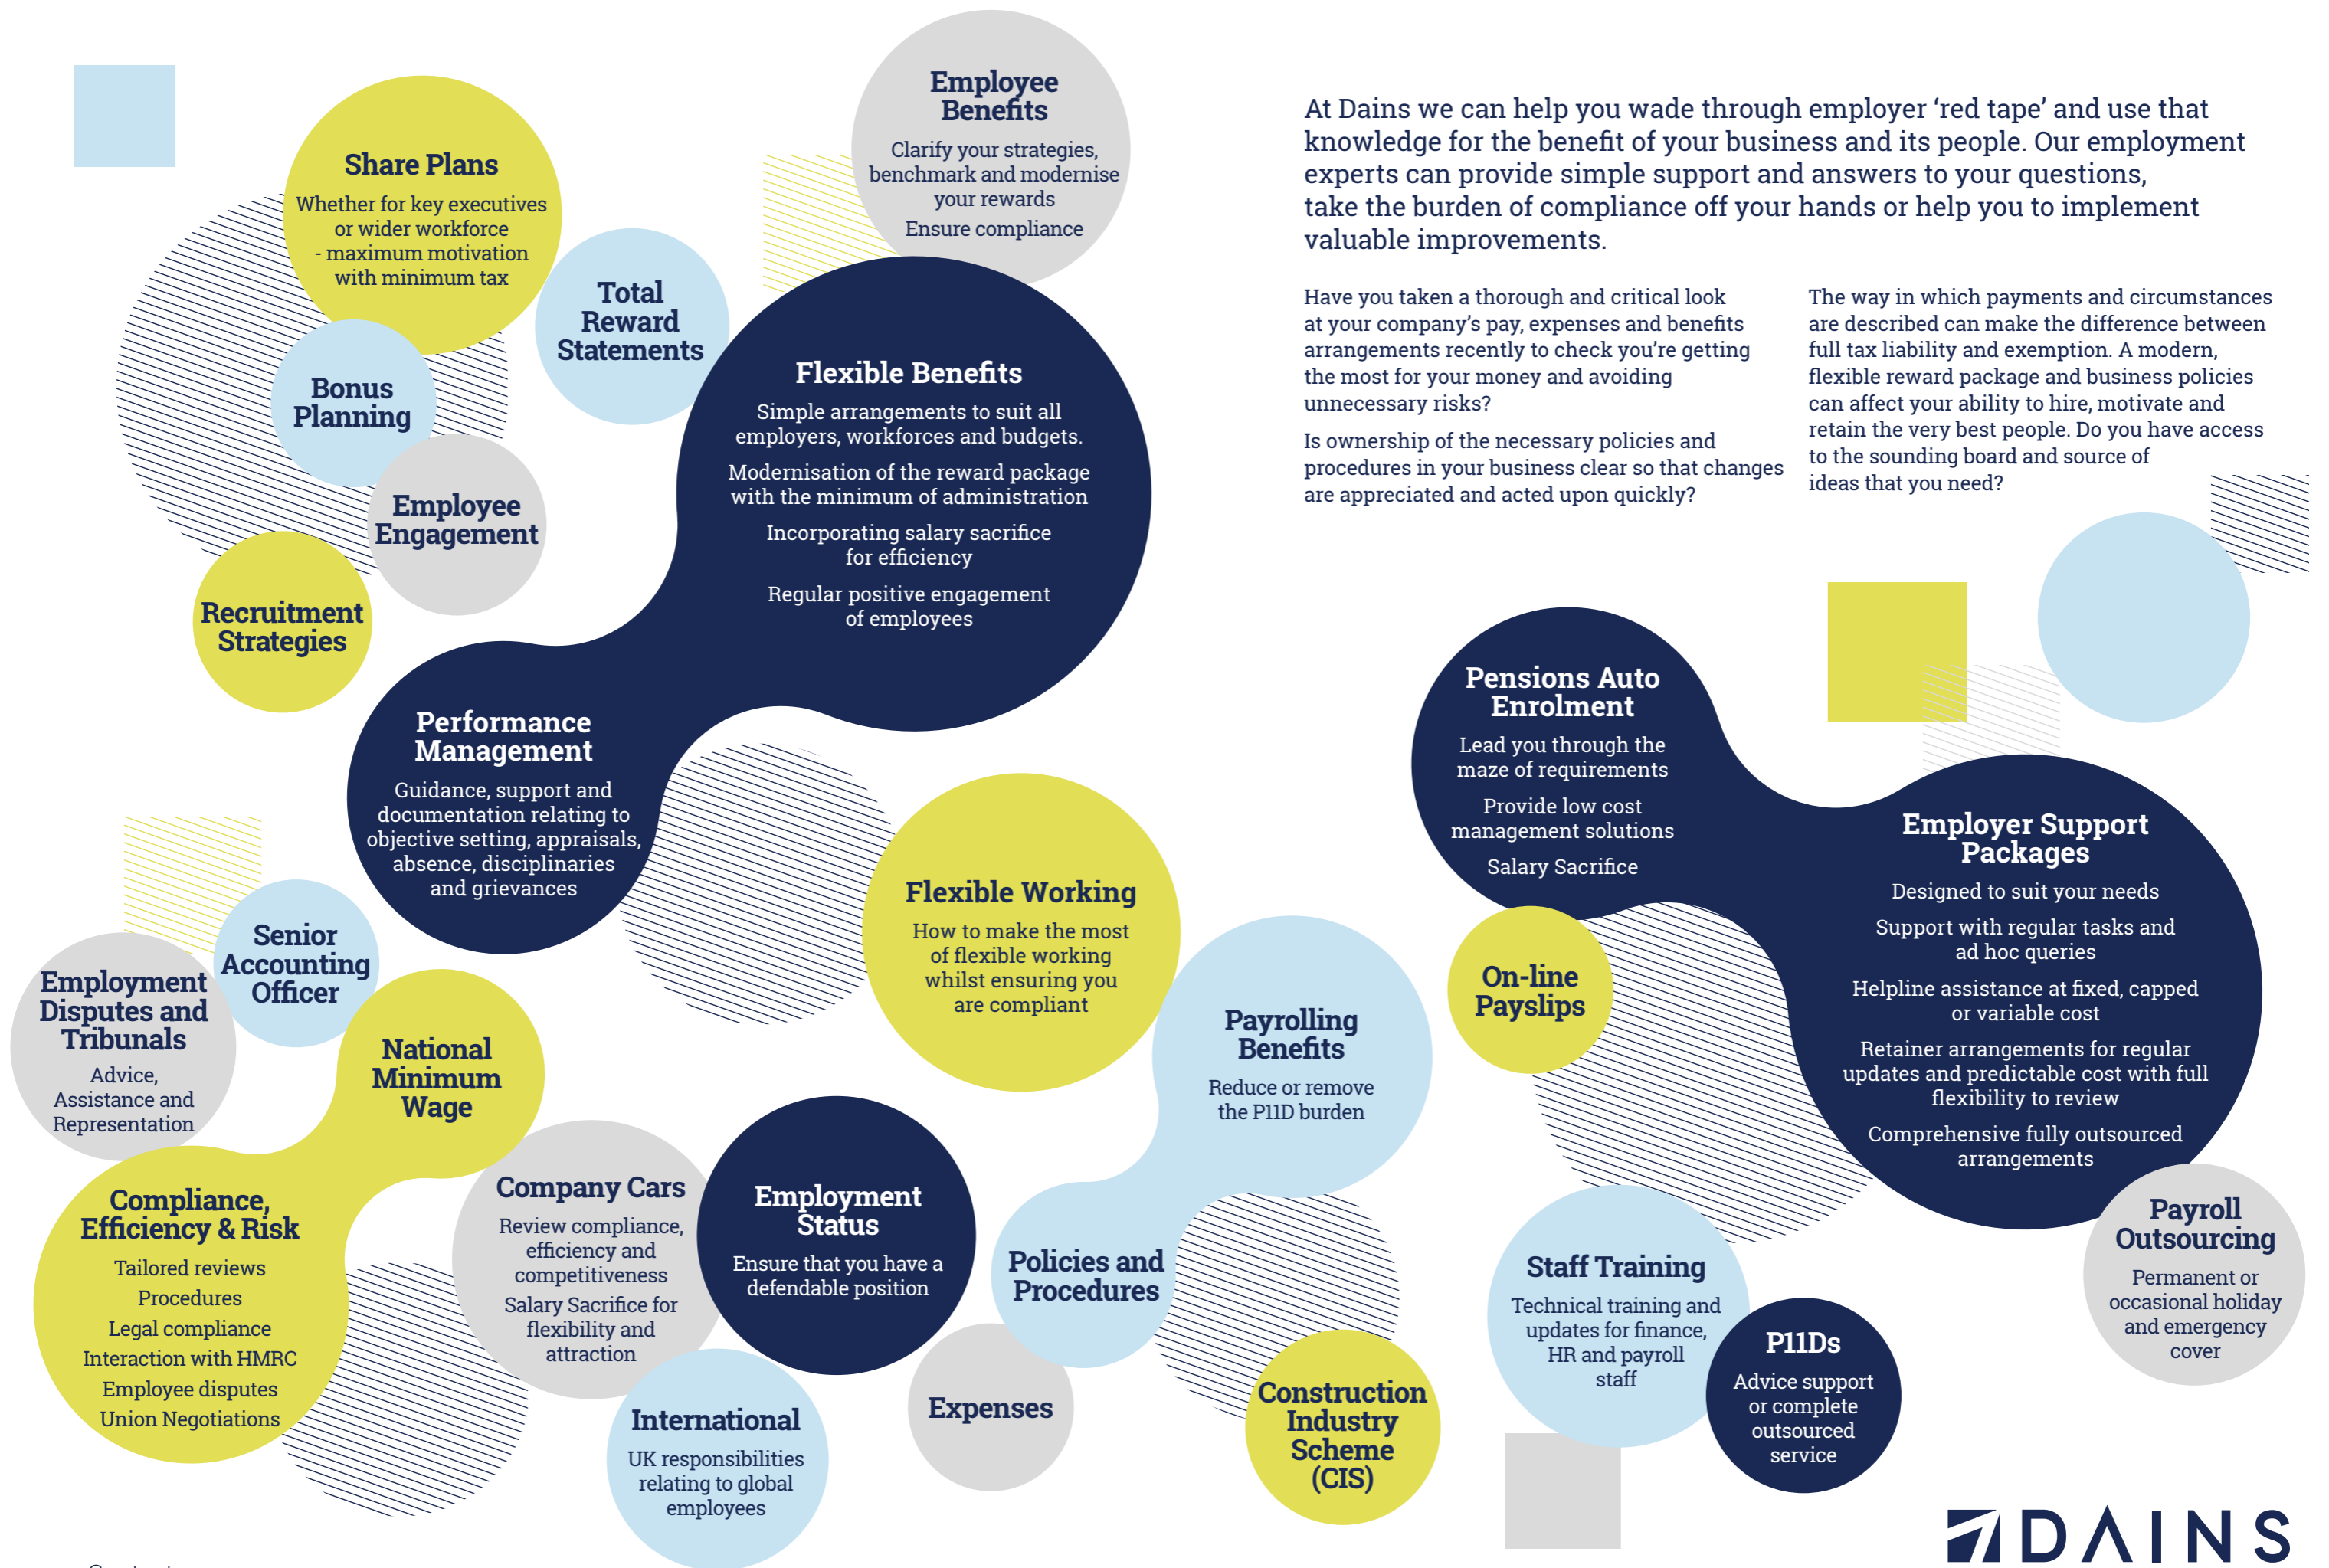 Share Plans
Whether for key executives
or wider workforce
- maximum motivation
with minimum tax
Employee
Benefits
Clarify your strategies,
benchmark and modernise
your rewards
Ensure compliance
Total
Reward
Statements
Bonus
Planning
Employee
Engagement
Recruitment
Strategies
Flexible Benefits
Simple arrangements to suit all
employers, workforces and budgets.
Modernisation of the reward package
with the minimum of administration
Incorporating salary sacrifice
for efficiency
Regular positive engagement
of employees
Performance
Management
Guidance, support and
documentation relating to
objective setting, appraisals,
absence, disciplinaries
and grievances
At Dains we can help you wade through employer ‘red tape’ and use that
knowledge for the benefit of your business and its people. Our employment
experts can provide simple support and answers to your questions,
take the burden of compliance off your hands or help you to implement
valuable improvements.
Have you taken a thorough and critical look
at your company’s pay, expenses and benefits
arrangements recently to check you’re getting
the most for your money and avoiding
unnecessary risks?
Is ownership of the necessary policies and
procedures in your business clear so that changes
are appreciated and acted upon quickly?
The way in which payments and circumstances
are described can make the difference between
full tax liability and exemption. A modern,
flexible reward package and business policies
can affect your ability to hire, motivate and
retain the very best people. Do you have access
to the sounding board and source of
ideas that you need?
Senior
Accounting
Officer
Employment
Disputes and
Tribunals
Advice,
Assistance and
Representation
National
Minimum
Wage
Compliance,
Efficiency & Risk
Tailored reviews
Procedures
Legal compliance
Interaction with HMRC
Employee disputes
Union Negotiations
Company Cars
Review compliance,
efficiency and
competitiveness
Salary Sacrifice for
flexibility and
attraction
Employment
Status
Ensure that you have a
defendable position
International
UK responsibilities
relating to global
employees
Flexible Working
How to make the most
of flexible working
whilst ensuring you
are compliant
Payrolling
Benefits
Reduce or remove
the P11D burden
Policies and
Procedures
Expenses
Construction
Industry
Scheme
(CIS)
Pensions Auto
Enrolment
Lead you through the
maze of requirements
Provide low cost
management solutions
Salary Sacrifice
On-line
Payslips
Employer Support
Packages
Designed to suit your needs
Support with regular tasks and
ad hoc queries
Helpline assistance at fixed, capped
or variable cost
Retainer arrangements for regular
updates and predictable cost with full
flexibility to review
Comprehensive fully outsourced
arrangements
Payroll
Outsourcing
Permanent or
occasional holiday
and emergency
cover
Staff Training
Technical training and
updates for finance,
HR and payroll
staff
P11Ds
Advice support
or complete
outsourced
service
DAINS